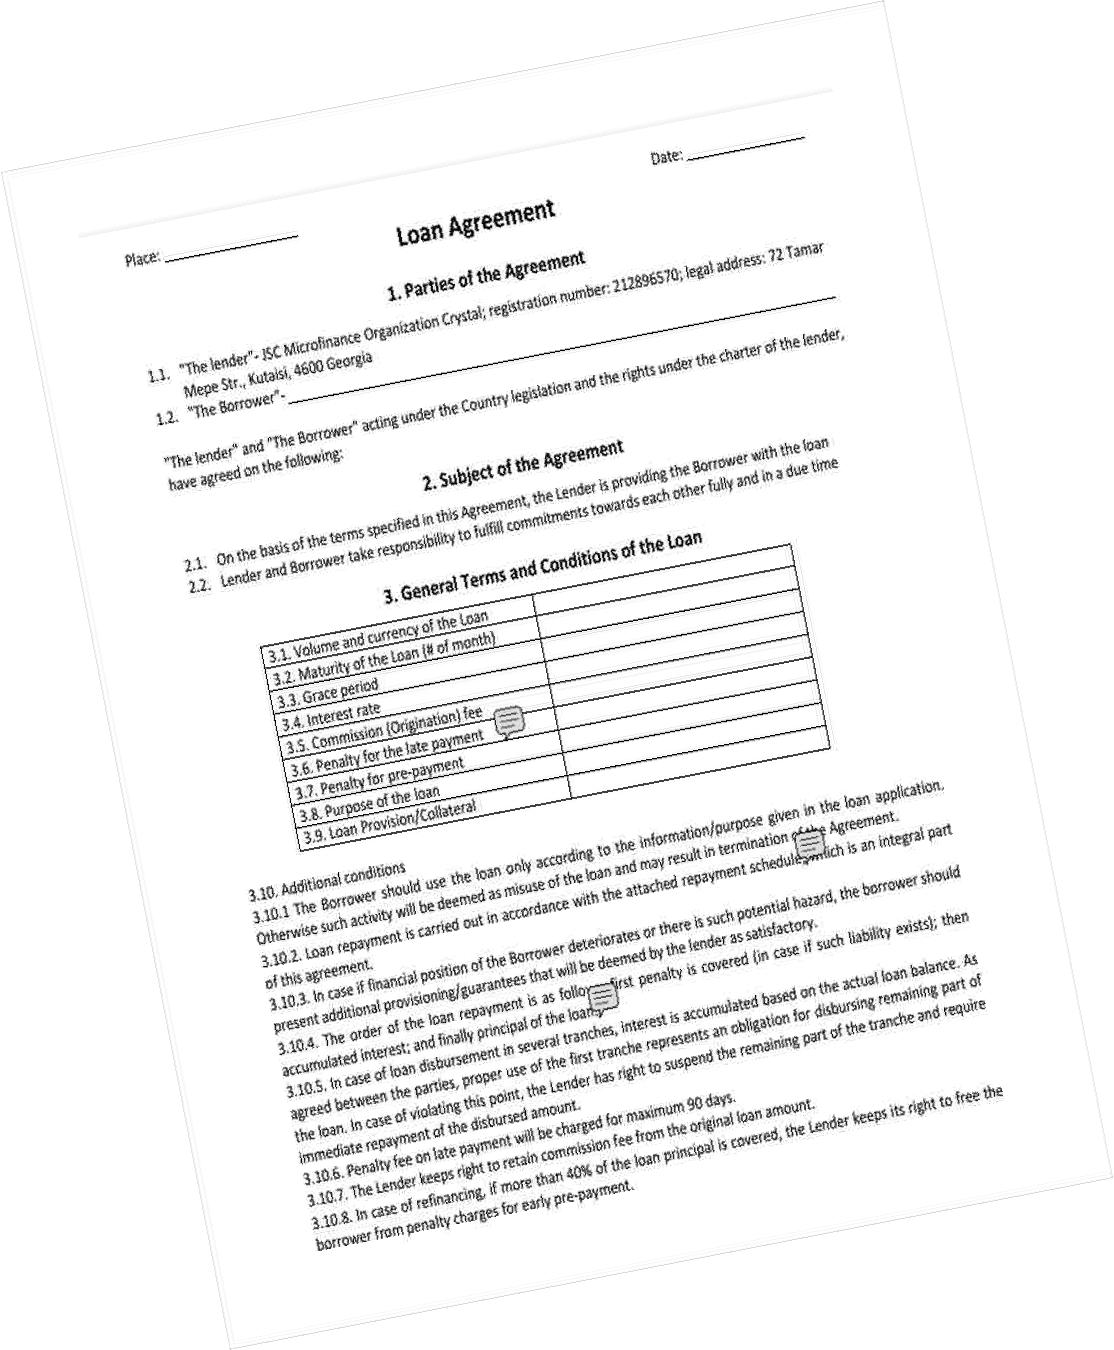 Date:
Place:
Loan Agreement
1. Parties of the Agreement
1.1. "The lender"- JSC Microfinance Organization Crystal; registration number: 212896570; legal address: 72 Tamar
Mepe Str., Kutaisi, 4600 Georgia
1.2. "The Borrower"-
"The lender" and "The Borrower" acting under the Country legislation and the rights under the charter of the lender,
have agreed on the following:
2. Subject of the Agreement
2.1. On the basis of the terms specified in this Agreement, the Lender is providing the Borrower with the loan
2.2. Lender and Borrower take responsibility to fulfill commitments towards each other fully and in a due time
3. General Terms and Conditions of the Loan
3.1. Volume and currency of the Loan
3.2. Maturity of the Loan (# of month)
3.3. Grace period
3.4. Interest rate
3.5. Commission (Origination) fee
3.6. Penalty for the late payment
3.7. Penalty for pre-payment
3.8. Purpose of the loan
3.9. Loan Provision/Collateral
3.10. Additional conditions
3.10.1 The Borrower should use the loan only according to the information/purpose given in the loan application.
Otherwise such activity will be deemed as misuse of the loan and may result in termination of the Agreement.
3.10.2. Loan repayment is carried out in accordance with the attached repayment schedule, which is an integral part
of this agreement.
3.10.3. In case if financial position of the Borrower deteriorates or there is such potential hazard, the borrower should
present additional provisioning/guarantees that will be deemed by the lender as satisfactory.
3.10.4. The order of the loan repayment is as follow first penalty is covered (in case if such liability exists); then
accumulated interest; and finally principal of the loan.
3.10.5. In case of loan disbursement in several tranches, interest is accumulated based on the actual loan balance. As
agreed between the parties, proper use of the first tranche represents an obligation for disbursing remaining part of
the loan. In case of violating this point, the Lender has right to suspend the remaining part of the tranche and require
immediate repayment of the disbursed amount.
3.10.6. Penalty fee on late payment will be charged for maximum 90 days.
3.10.7. The Lender keeps right to retain commission fee from the original loan amount.
3.10.8. In case of refinancing, if more than 40% of the loan principal is covered, the Lender keeps its right to free the
borrower from penalty charges for early pre-payment.